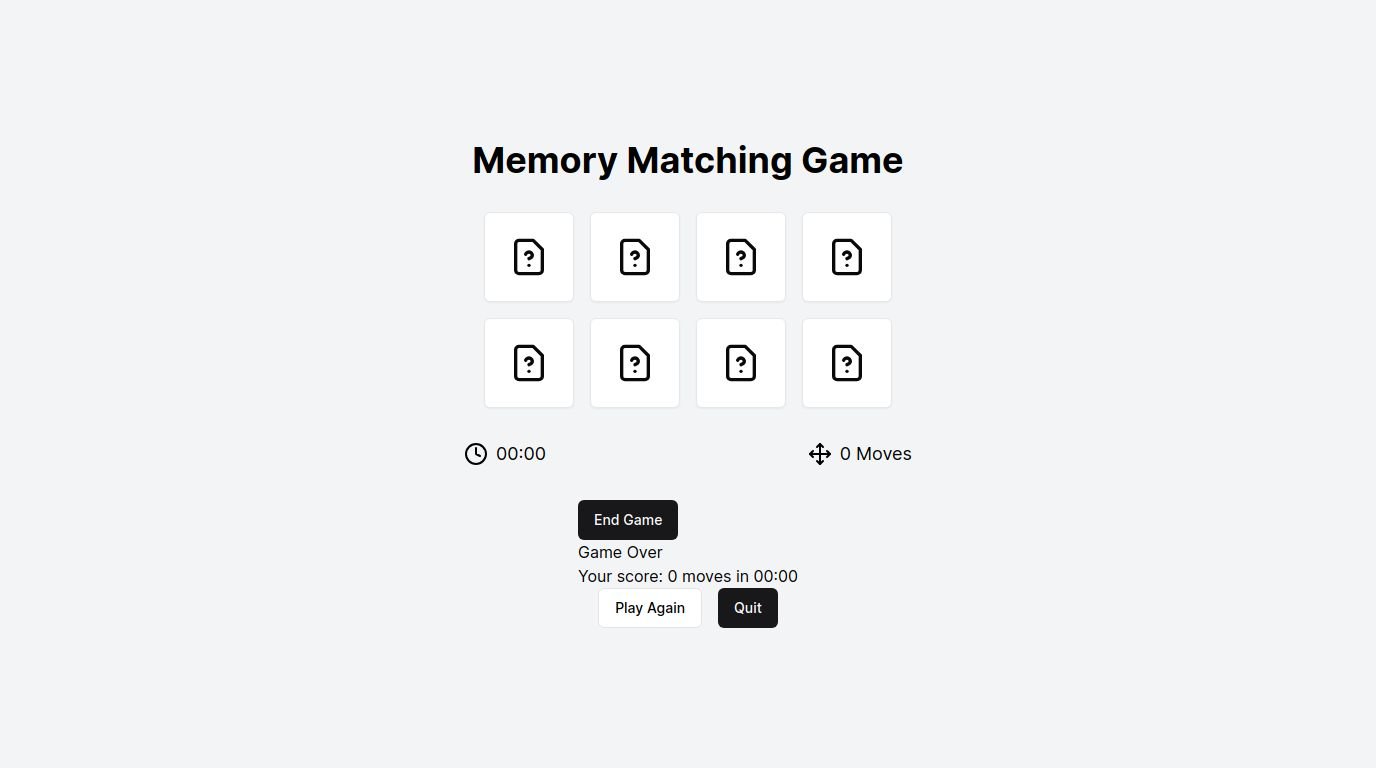 Memory Matching Game
? ? ? ?
? ? ? ?
00:00 0 Moves
End Game
Game Over
Your score: 0 moves in 00:00
Play Again Quit